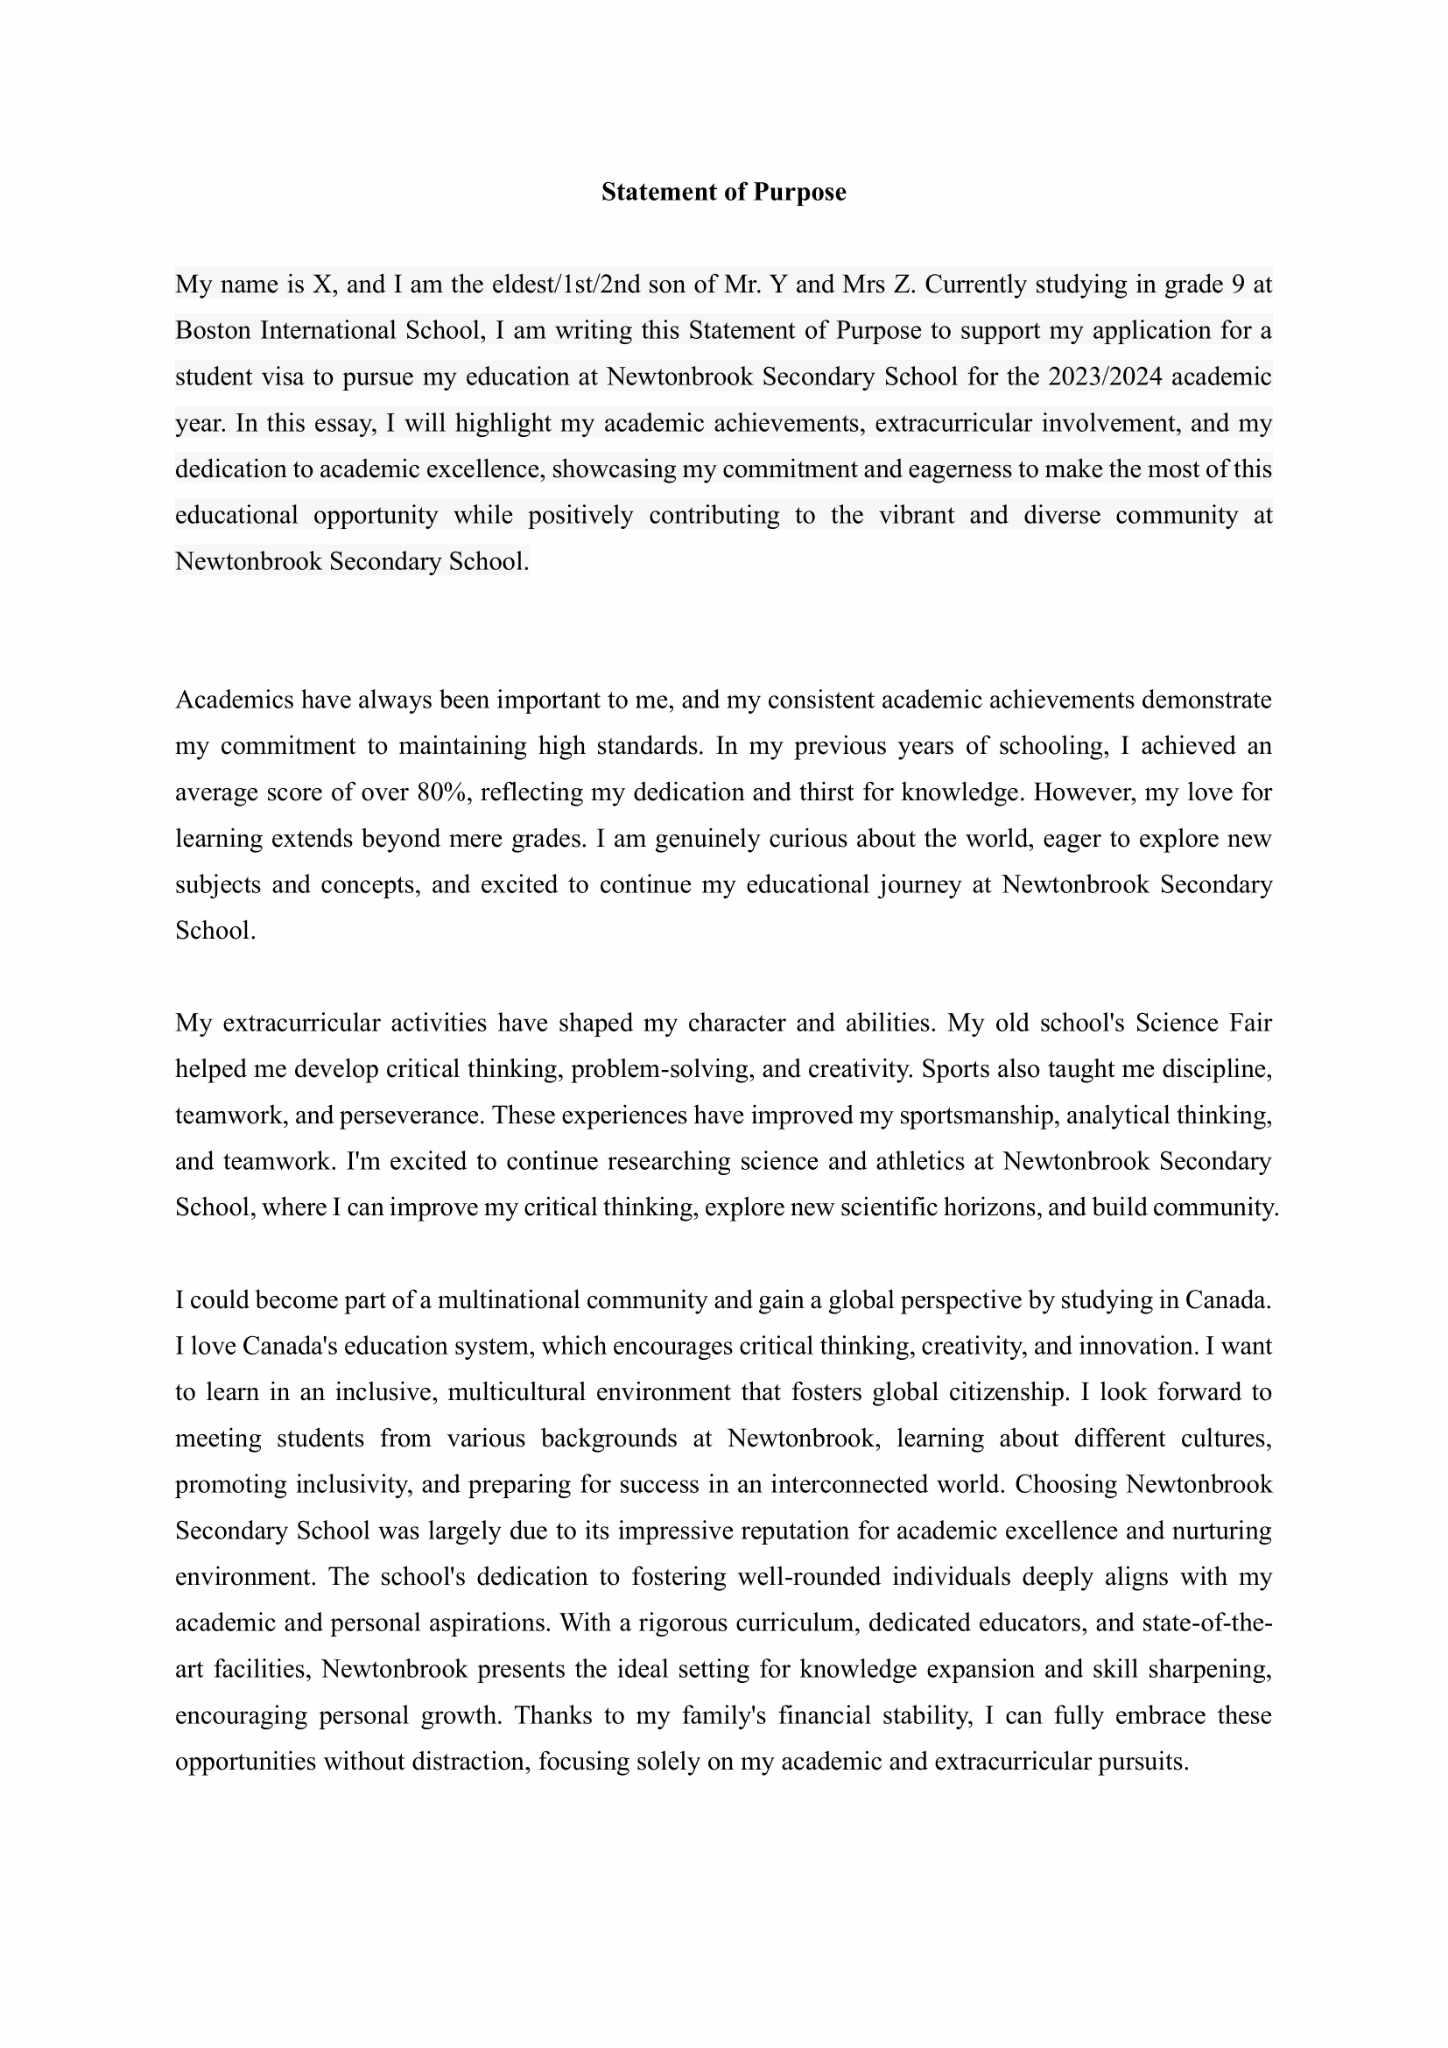 Statement of Purpose
My name is X, and I am the eldest/1st/2nd son of Mr. Y and Mrs Z. Currently studying in grade 9 at
Boston International School, I am writing this Statement of Purpose to support my application for a
student visa to pursue my education at Newtonbrook Secondary School for the 2023/2024 academic
year. In this essay, I will highlight my academic achievements, extracurricular involvement, and my
dedication to academic excellence, showcasing my commitment and eagerness to make the most of this
educational opportunity while positively contributing to the vibrant and diverse community at
Newtonbrook Secondary School.
Academics have always been important to me, and my consistent academic achievements demonstrate
my commitment to maintaining high standards. In my previous years of schooling, I achieved an
average score of over 80%, reflecting my dedication and thirst for knowledge. However, my love for
learning extends beyond mere grades. I am genuinely curious about the world, eager to explore new
subjects and concepts, and excited to continue my educational journey at Newtonbrook Secondary
School.
My extracurricular activities have shaped my character and abilities. My old school's Science Fair
helped me develop critical thinking, problem-solving, and creativity. Sports also taught me discipline,
teamwork, and perseverance. These experiences have improved my sportsmanship, analytical thinking,
and teamwork. I'm excited to continue researching science and athletics at Newtonbrook Secondary
School, where I can improve my critical thinking, explore new scientific horizons, and build community.
I could become part of a multinational community and gain a global perspective by studying in Canada.
I love Canada's education system, which encourages critical thinking, creativity, and innovation. I want
to learn in an inclusive, multicultural environment that fosters global citizenship. I look forward to
meeting students from various backgrounds at Newtonbrook, learning about different cultures,
promoting inclusivity, and preparing for success in an interconnected world. Choosing Newtonbrook
Secondary School was largely due to its impressive reputation for academic excellence and nurturing
environment. The school's dedication to fostering well-rounded individuals deeply aligns with my
academic and personal aspirations. With a rigorous curriculum, dedicated educators, and state-of-the-
art facilities, Newtonbrook presents the ideal setting for knowledge expansion and skill sharpening,
encouraging personal growth. Thanks to my family's financial stability, I can fully embrace these
opportunities without distraction, focusing solely on my academic and extracurricular pursuits.